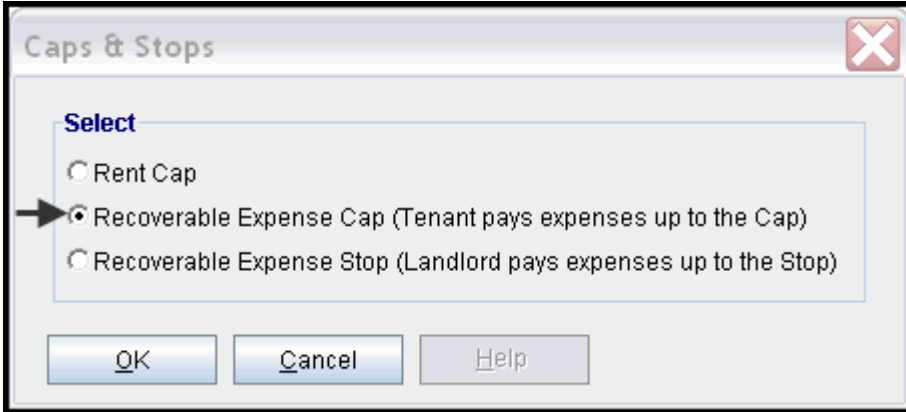 Caps & Stops
Select
Rent Cap
Recoverable Expense Cap (Tenant pays expenses up to the Cap)
Recoverable Expense Stop (Landlord pays expenses up to the Stop)
OK Cancel Help